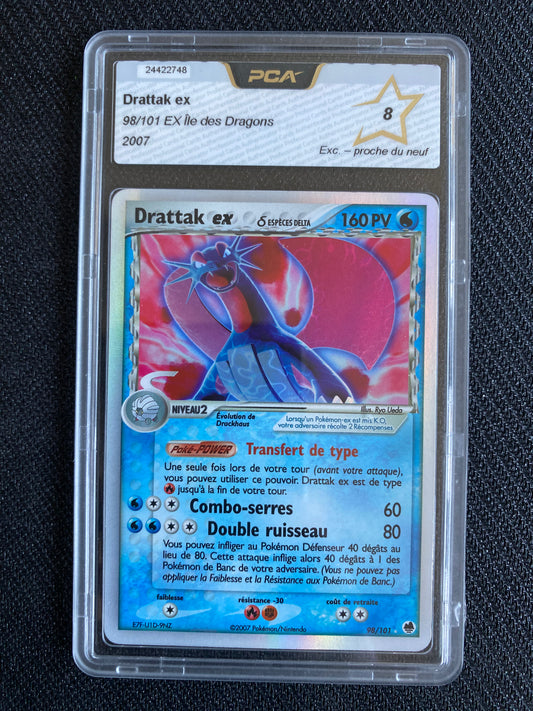 24422748
PCA
Drattak ex
98/101 EX Île des Dragons
2007
8
Exc. – proche du neuf
Drattak ex δ ESPÈCES DELTA 160 PV
Illus. Ryo Ueda
NIVEAU 2
Évolution de
Drackhaus
Lorsqu'un Pokémon-ex est mis K.O.,
votre adversaire récolte 2 Récompenses.
Poké-POWER Transfert de type
Une seule fois lors de votre tour (avant votre attaque),
vous pouvez utiliser ce pouvoir. Drattak ex est de type
jusqu'à la fin de votre tour.
Combo-serres 60
Double ruisseau 80
Vous pouvez infliger au Pokémon Défenseur 40 dégâts au
lieu de 80. Cette attaque inflige alors 40 dégâts à 1 des
Pokémon de Banc de votre adversaire. (Vous ne pouvez pas
appliquer la Faiblesse et la Résistance aux Pokémon de Banc.)
faiblesse résistance -30 coût de retraite
E7F-U1D-9NZ
©2007 Pokémon/Nintendo
98/101